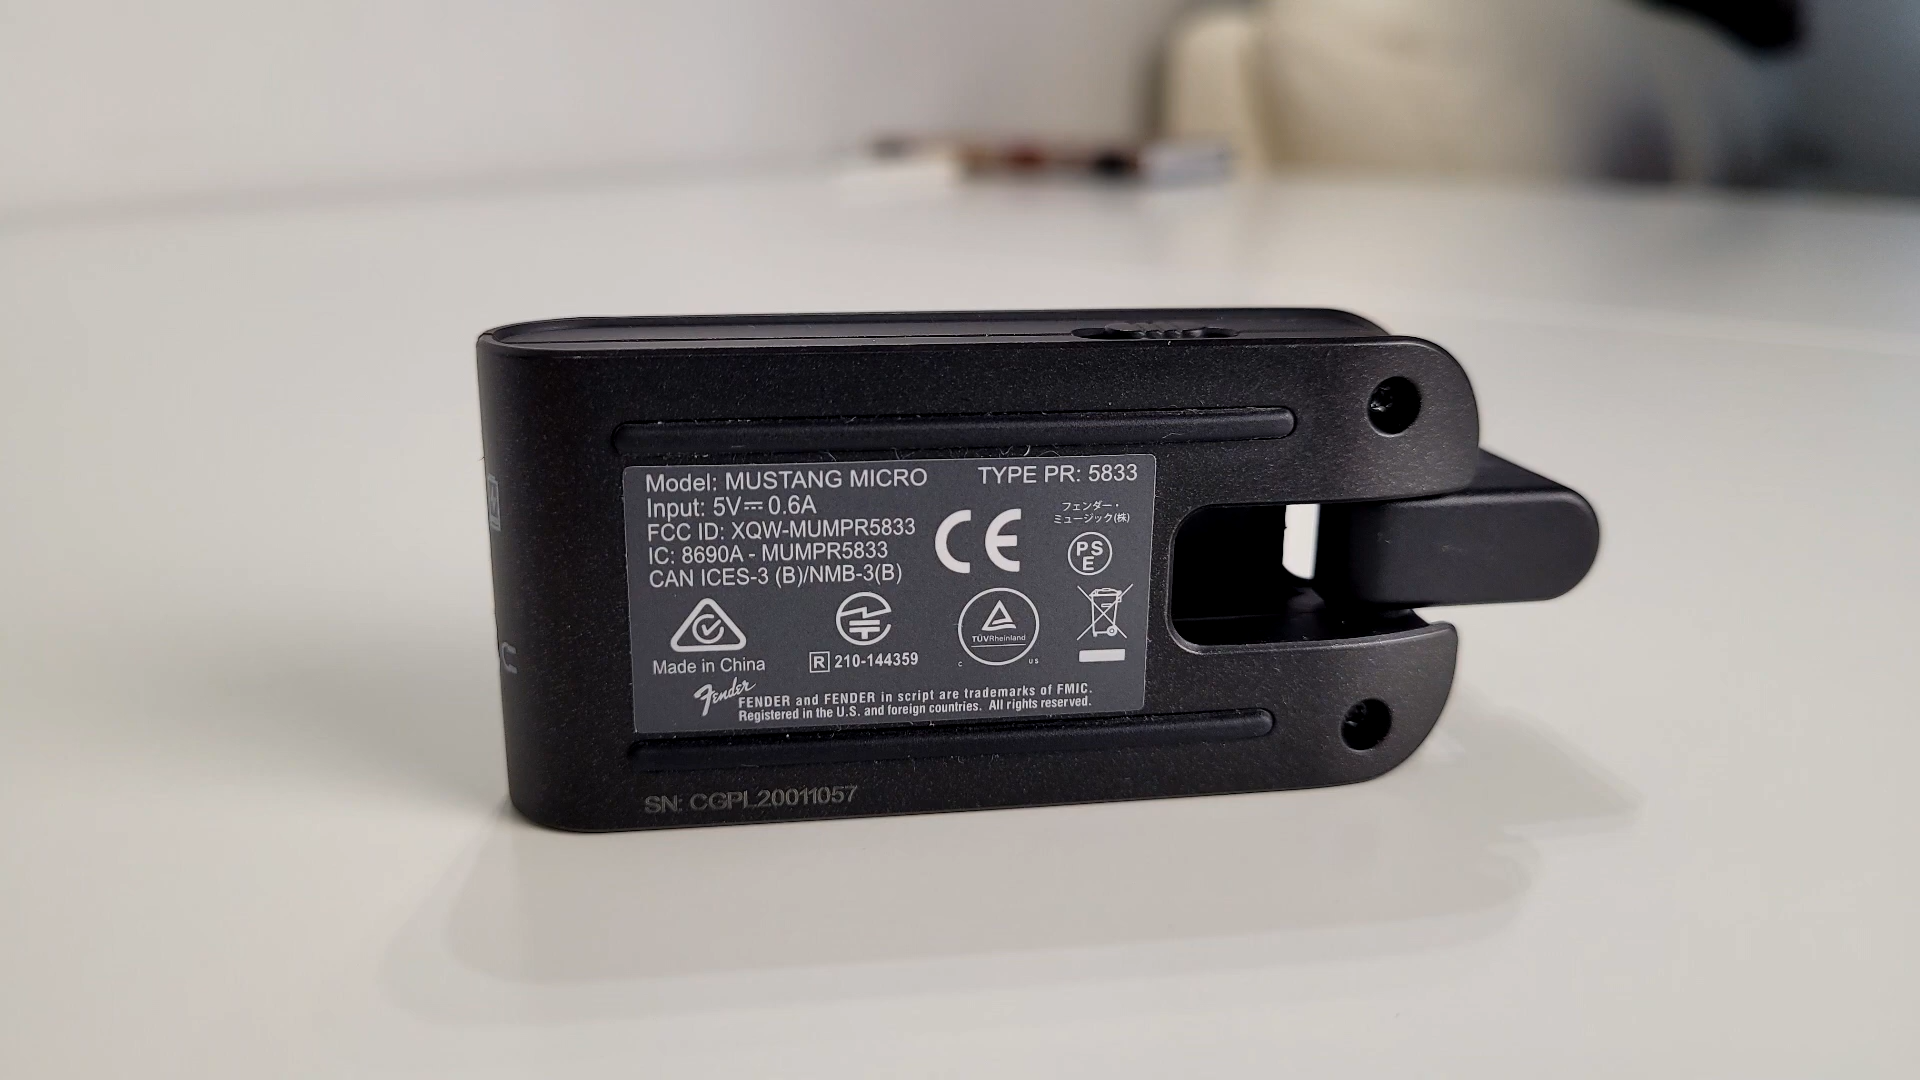 Model: MUSTANG MICRO TYPE PR: 5833
Input: 5V⎓0.6A
FCC ID: XQW-MUMPR5833
IC: 8690A - MUMPR5833
CAN ICES-3 (B)/NMB-3(B)
CE
フェンダー・
ミュージック(株)
PSE
Made in China
R 210-144359
TÜVRheinland
C US
Fender
FENDER and FENDER in script are trademarks of FMIC.
Registered in the U.S. and foreign countries. All rights reserved.
SN: CGPL20011057